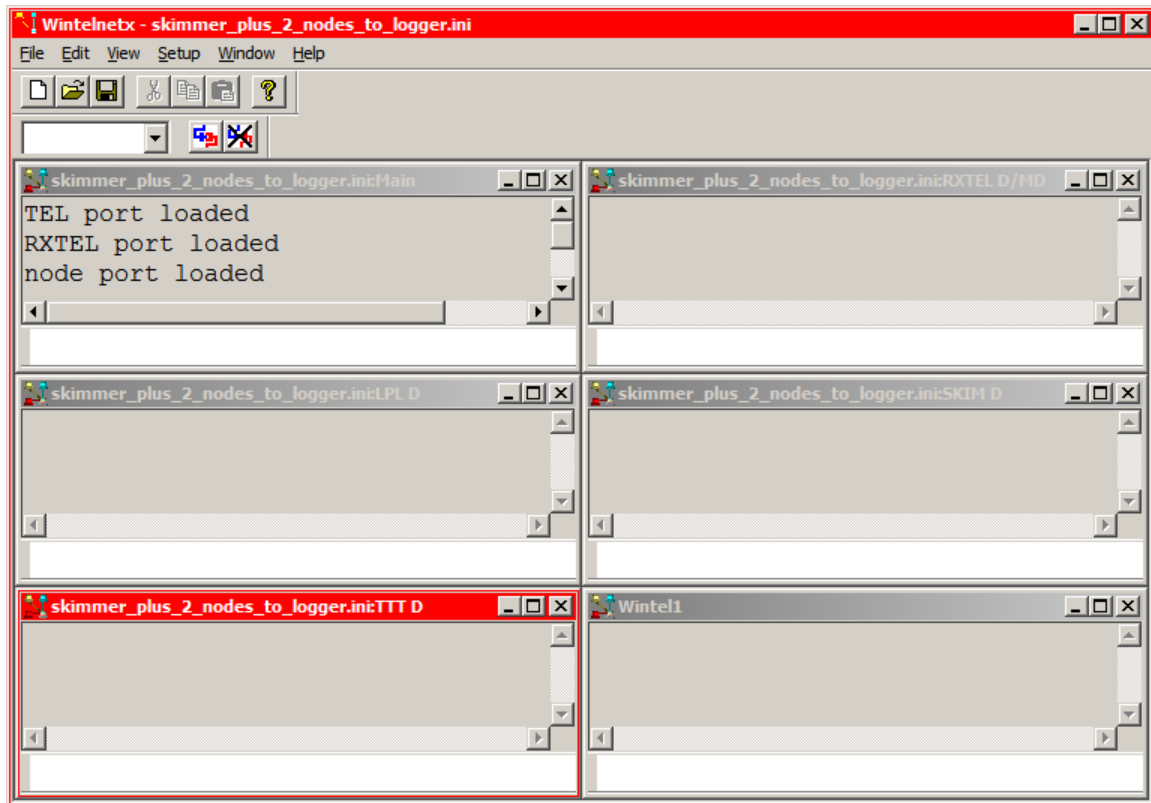 Wintelnetx - skimmer_plus_2_nodes_to_logger.ini
File Edit View Setup Window Help
skimmer_plus_2_nodes_to_logger.ini:Main
TEL port loaded
RXTEL port loaded
node port loaded
skimmer_plus_2_nodes_to_logger.ini:RXTEL D/MD
skimmer_plus_2_nodes_to_logger.ini:LPL D
skimmer_plus_2_nodes_to_logger.ini:SKIM D
skimmer_plus_2_nodes_to_logger.ini:TTT D
Wintel1